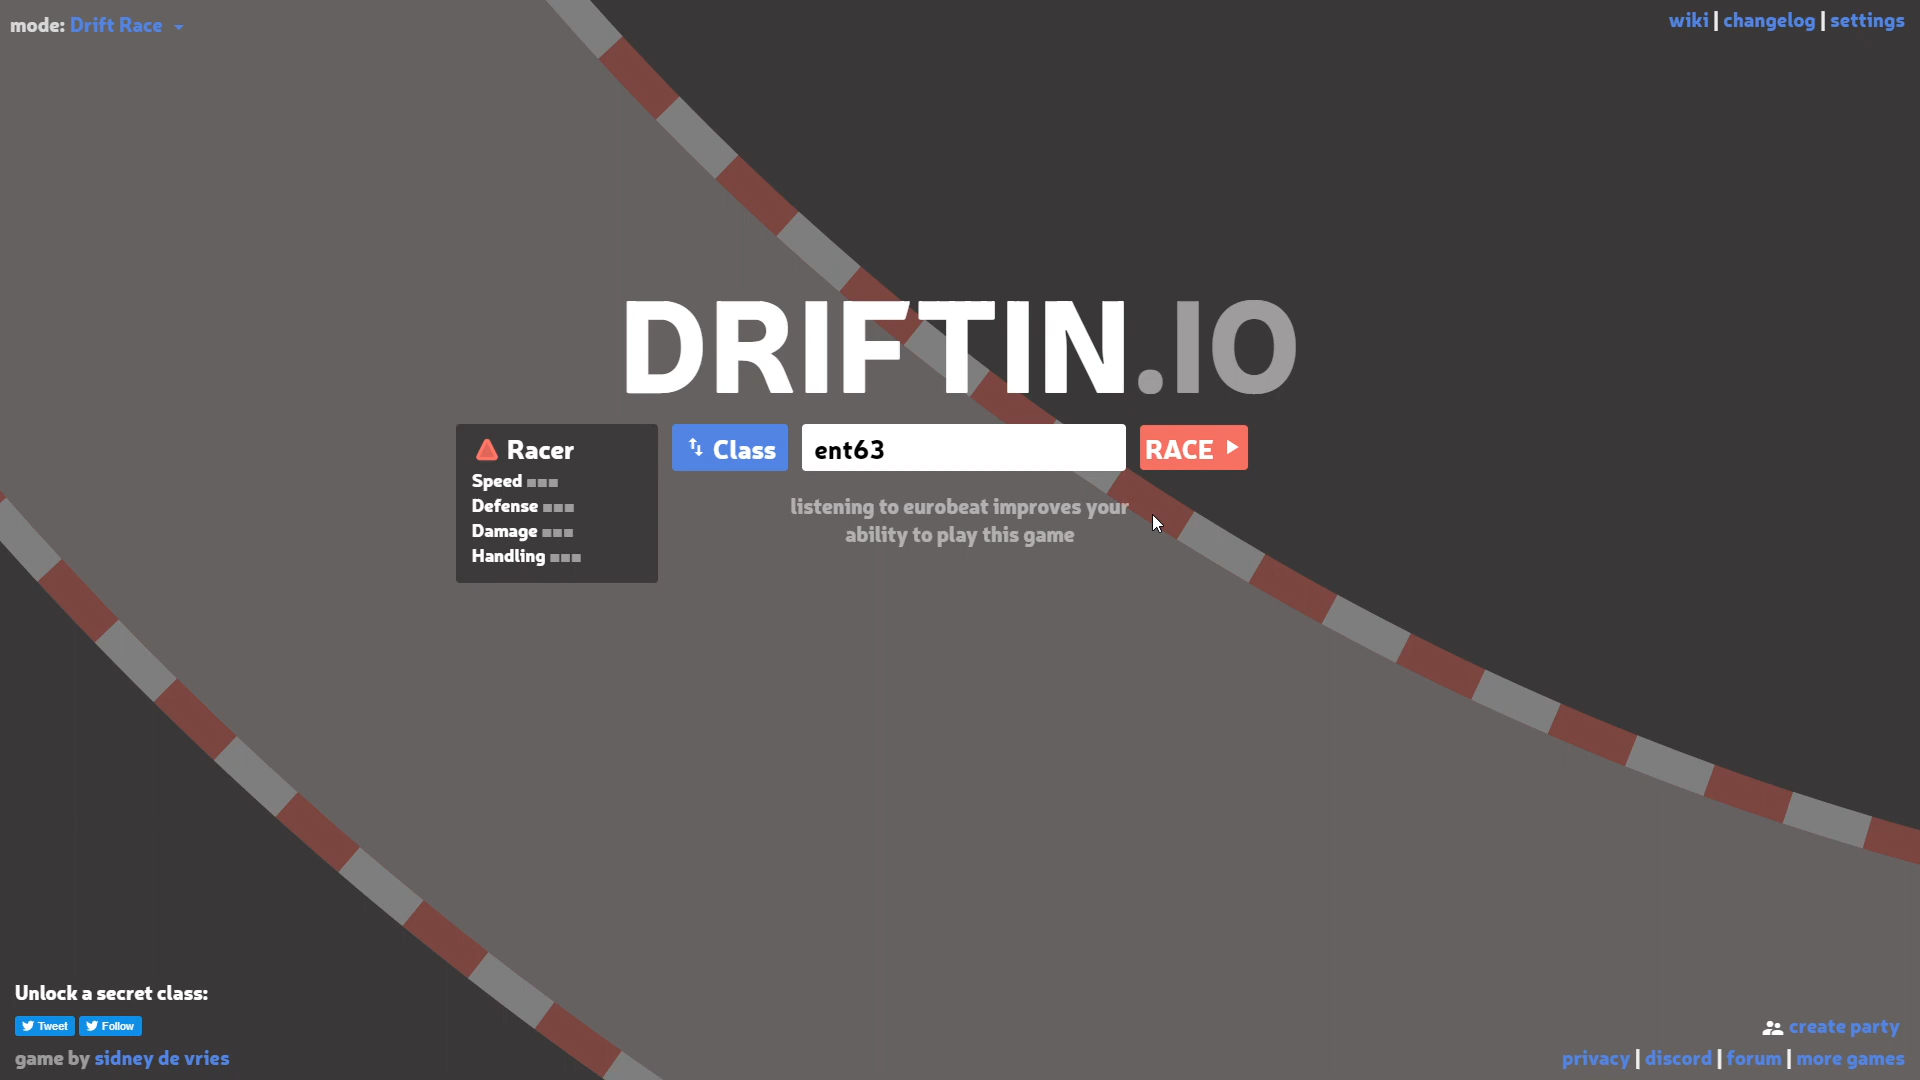 mode: Drift Race
wiki | changelog | settings
DRIFTIN.IO
Racer
Speed
Defense
Damage
Handling
Class
ent63
RACE
listening to eurobeat improves your
ability to play this game
Unlock a secret class:
Tweet Follow
game by sidney de vries
create party
privacy | discord | forum | more games